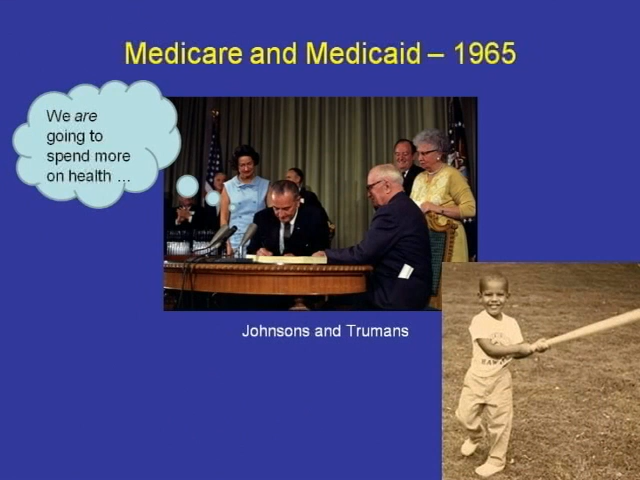 Medicare and Medicaid – 1965
We are
going to
spend more
on health …
Johnsons and Trumans